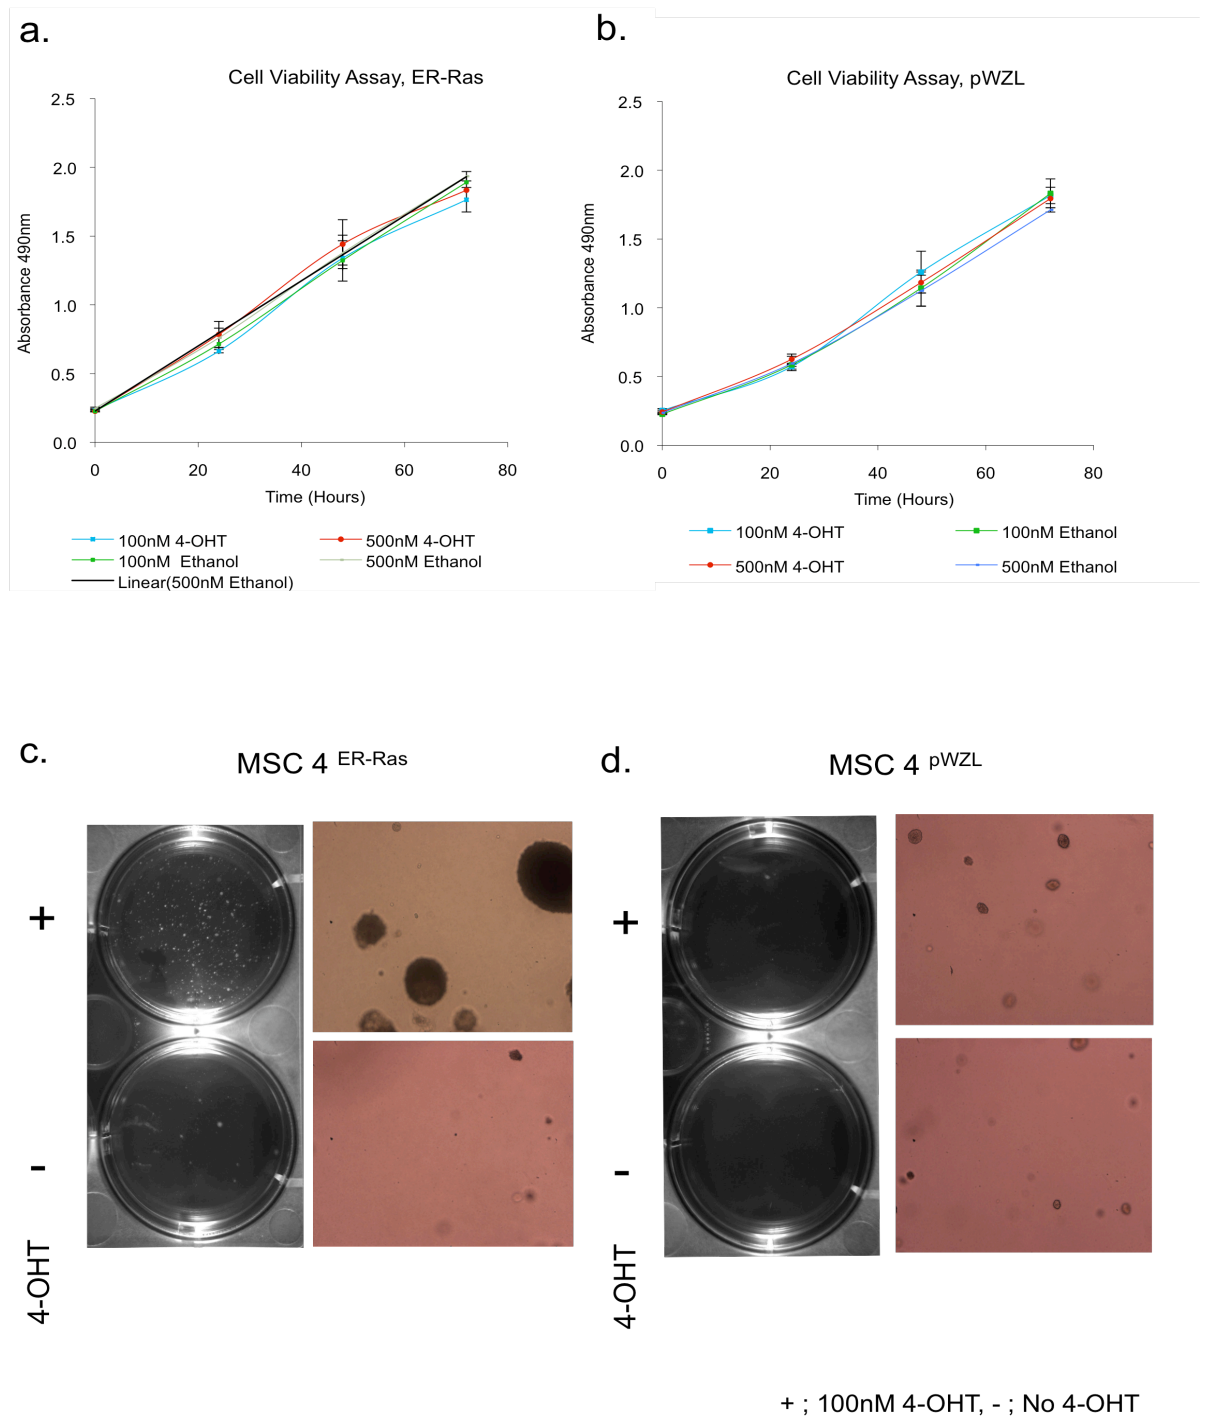 a.
Cell Viability Assay, ER-Ras
2.5
2.0
1.5
1.0
0.5
0.0
Absorbance 490nm
0 20 40 60 80
Time (Hours)
100nM 4-OHT 500nM 4-OHT
100nM Ethanol 500nM Ethanol
Linear(500nM Ethanol)
b.
Cell Viability Assay, pWZL
2.5
2.0
1.5
1.0
0.5
0.0
Absorbance 490nm
0 20 40 60 80
Time (Hours)
100nM 4-OHT 100nM Ethanol
500nM 4-OHT 500nM Ethanol
c.
MSC 4 ER-Ras
+
-
4-OHT
d.
MSC 4 pWZL
+
-
4-OHT
+ ; 100nM 4-OHT, - ; No 4-OHT